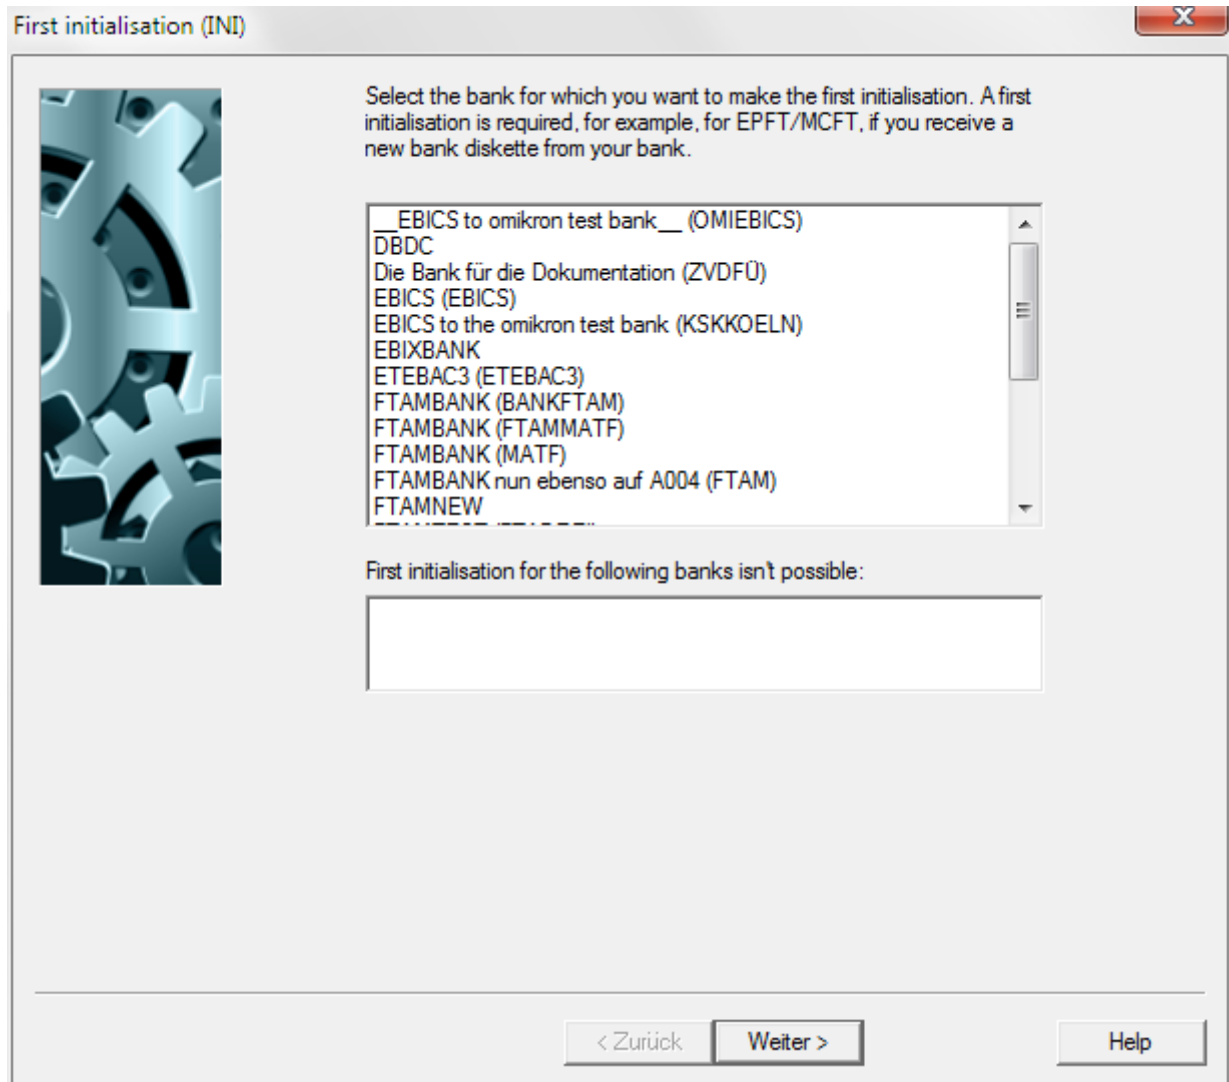 First initialisation (INI)
Select the bank for which you want to make the first initialisation. A first
initialisation is required, for example, for EPFT/MCFT, if you receive a
new bank diskette from your bank.
__EBICS to omikron test bank__ (OMIEBICS)
DBDC
Die Bank für die Dokumentation (ZVDFÜ)
EBICS (EBICS)
EBICS to the omikron test bank (KSKKOELN)
EBIXBANK
ETEBAC3 (ETEBAC3)
FTAMBANK (BANKFTAM)
FTAMBANK (FTAMMATF)
FTAMBANK (MATF)
FTAMBANK nun ebenso auf A004 (FTAM)
FTAMNEW
First initialisation for the following banks isn't possible:
< Zurück
Weiter >
Help